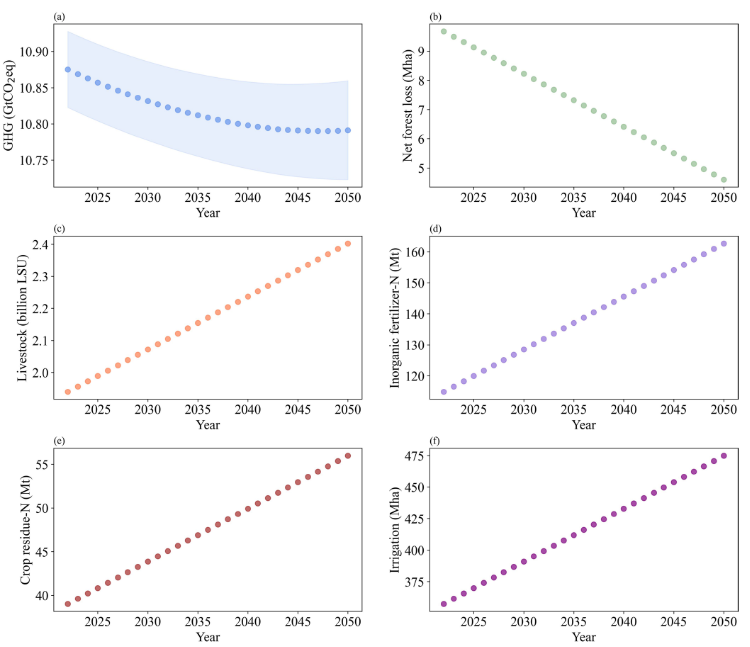 (a)
GHG (GtCO2eq)
10.90
10.85
10.80
10.75
2025 2030 2035 2040 2045 2050
Year
(b)
Net forest loss (Mha)
9
8
7
6
5
2025 2030 2035 2040 2045 2050
Year
(c)
Livestock (billion LSU)
2.4
2.3
2.2
2.1
2.0
2025 2030 2035 2040 2045 2050
Year
(d)
Inorganic fertilizer-N (Mt)
160
150
140
130
120
2025 2030 2035 2040 2045 2050
Year
(e)
Crop residue-N (Mt)
55
50
45
40
2025 2030 2035 2040 2045 2050
Year
(f)
Irrigation (Mha)
475
450
425
400
375
2025 2030 2035 2040 2045 2050
Year